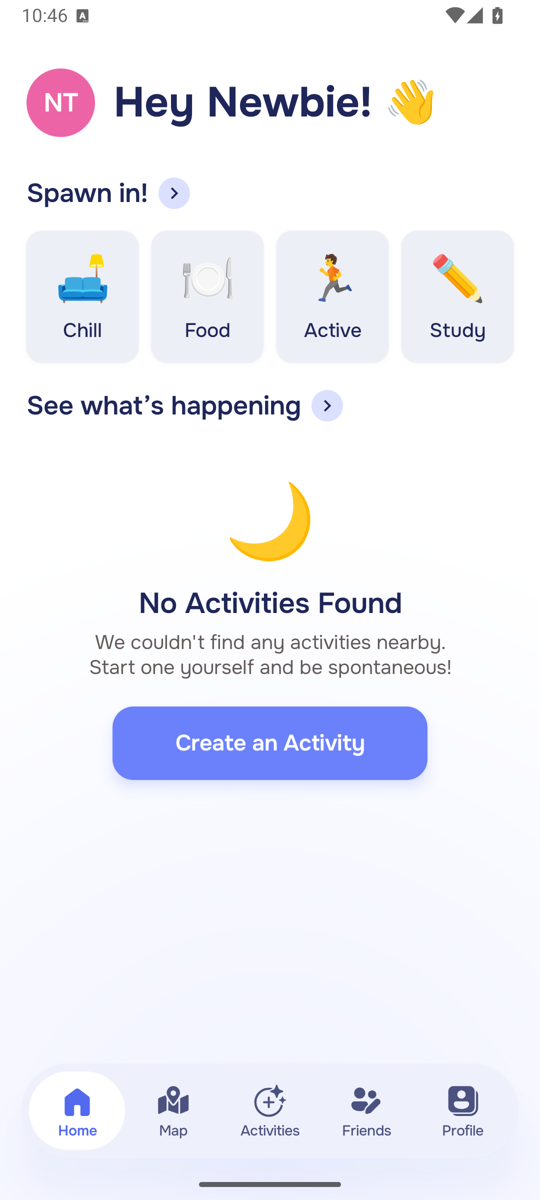 10:46 A
NT Hey Newbie! 👋
Spawn in!
Chill Food Active Study
See what’s happening
No Activities Found
We couldn't find any activities nearby.
Start one yourself and be spontaneous!
Create an Activity
Home Map Activities Friends Profile